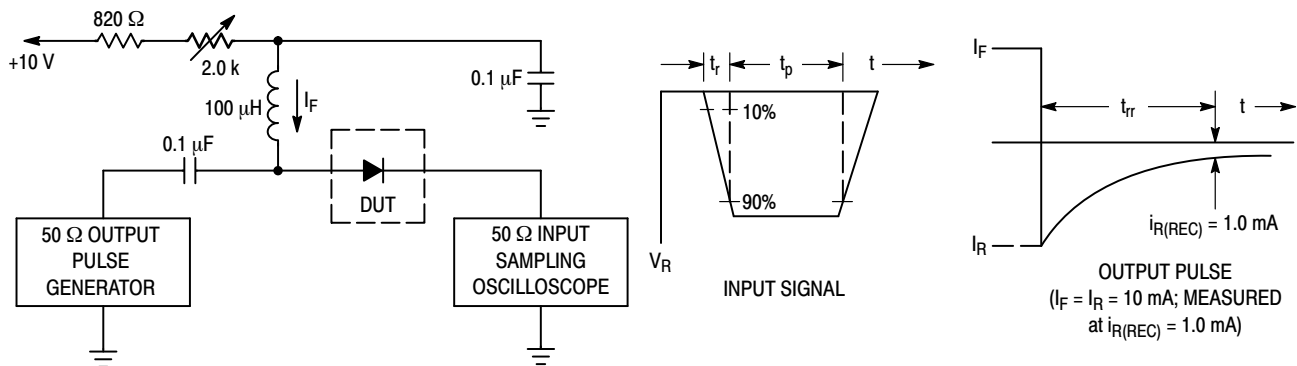 820 Ω
+10 V
2.0 k
100 μH
I_F
0.1 μF
0.1 μF
DUT
50 Ω OUTPUT
PULSE
GENERATOR
50 Ω INPUT
SAMPLING
OSCILLOSCOPE
t_r
t_p
t
10%
90%
V_R
INPUT SIGNAL
I_F
t_rr
t
I_R
i_R(REC) = 1.0 mA
OUTPUT PULSE
(I_F = I_R = 10 mA; MEASURED
at i_R(REC) = 1.0 mA)